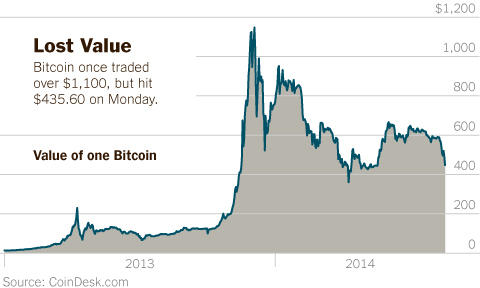 $1,200
Lost Value
Bitcoin once traded
over $1,100, but hit
$435.60 on Monday.
1,000
800
600
Value of one Bitcoin
400
200
0
2013
2014
Source: CoinDesk.com